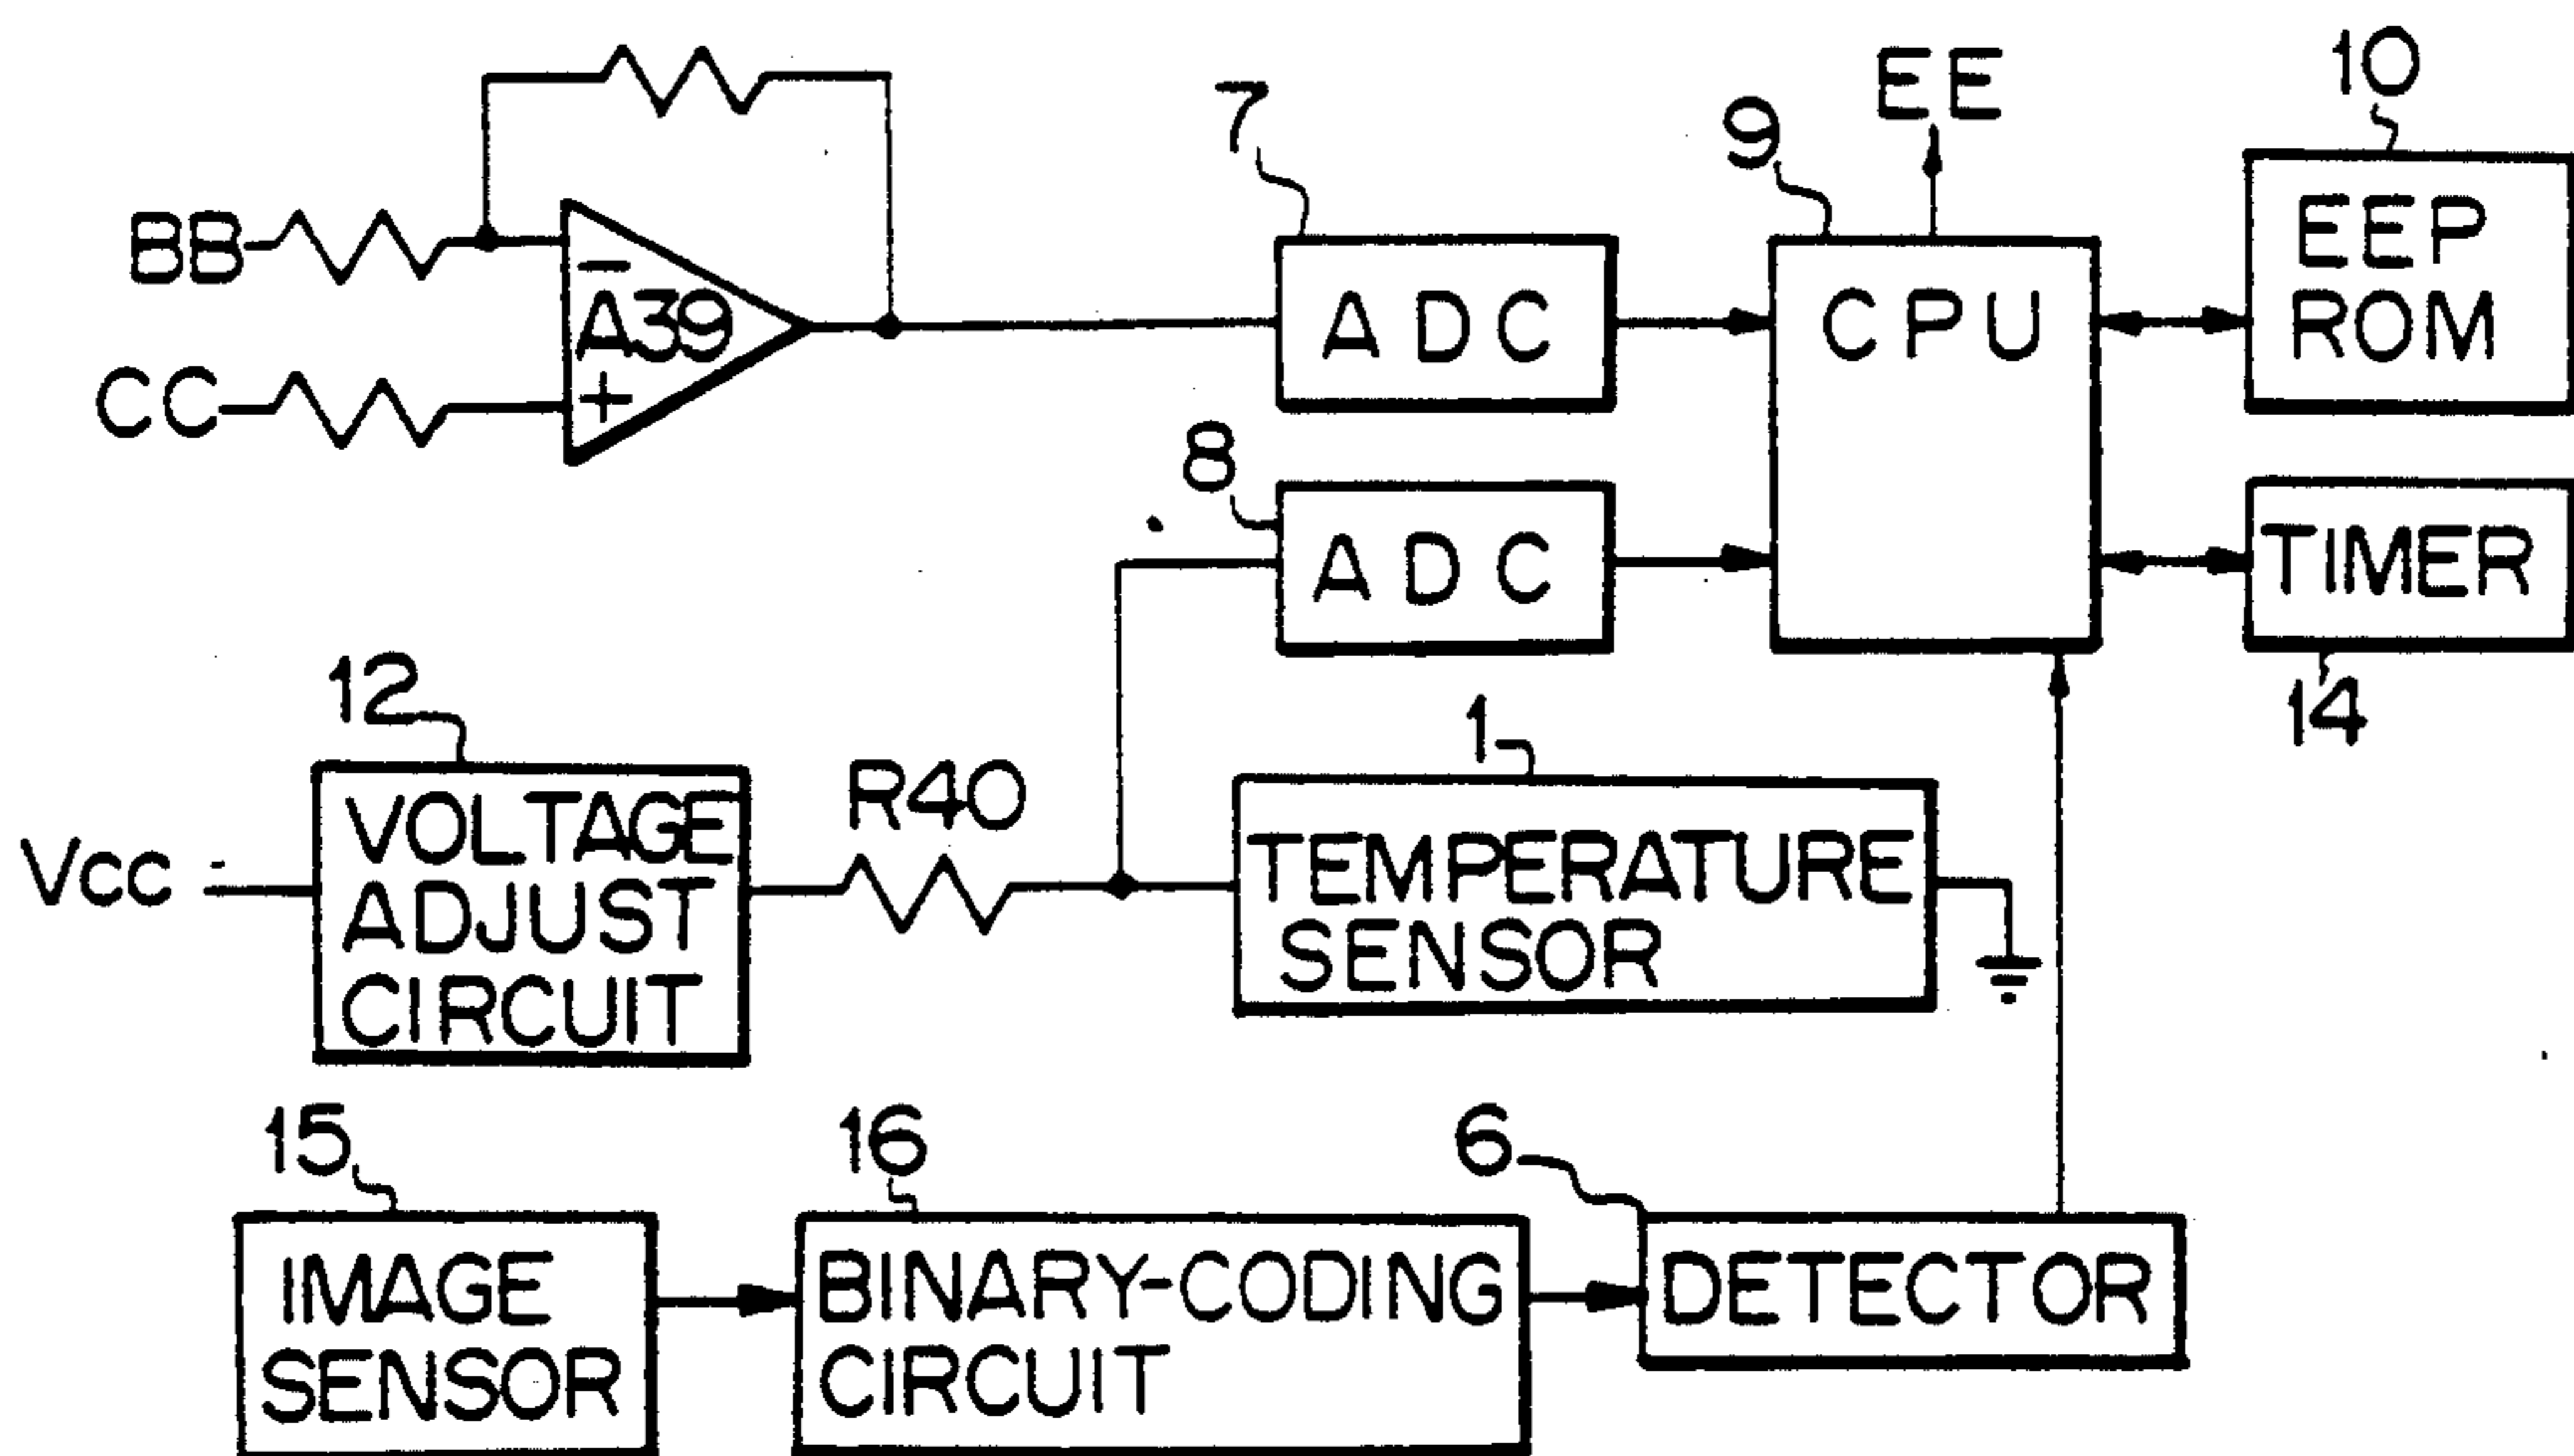 7
9
EE
10
BB
-
A39
+
CC
ADC
CPU
EEP
ROM
8
ADC
TIMER
14
12
R40
1
Vcc
VOLTAGE
ADJUST
CIRCUIT
TEMPERATURE
SENSOR
15
16
6
IMAGE
SENSOR
BINARY-CODING
CIRCUIT
DETECTOR